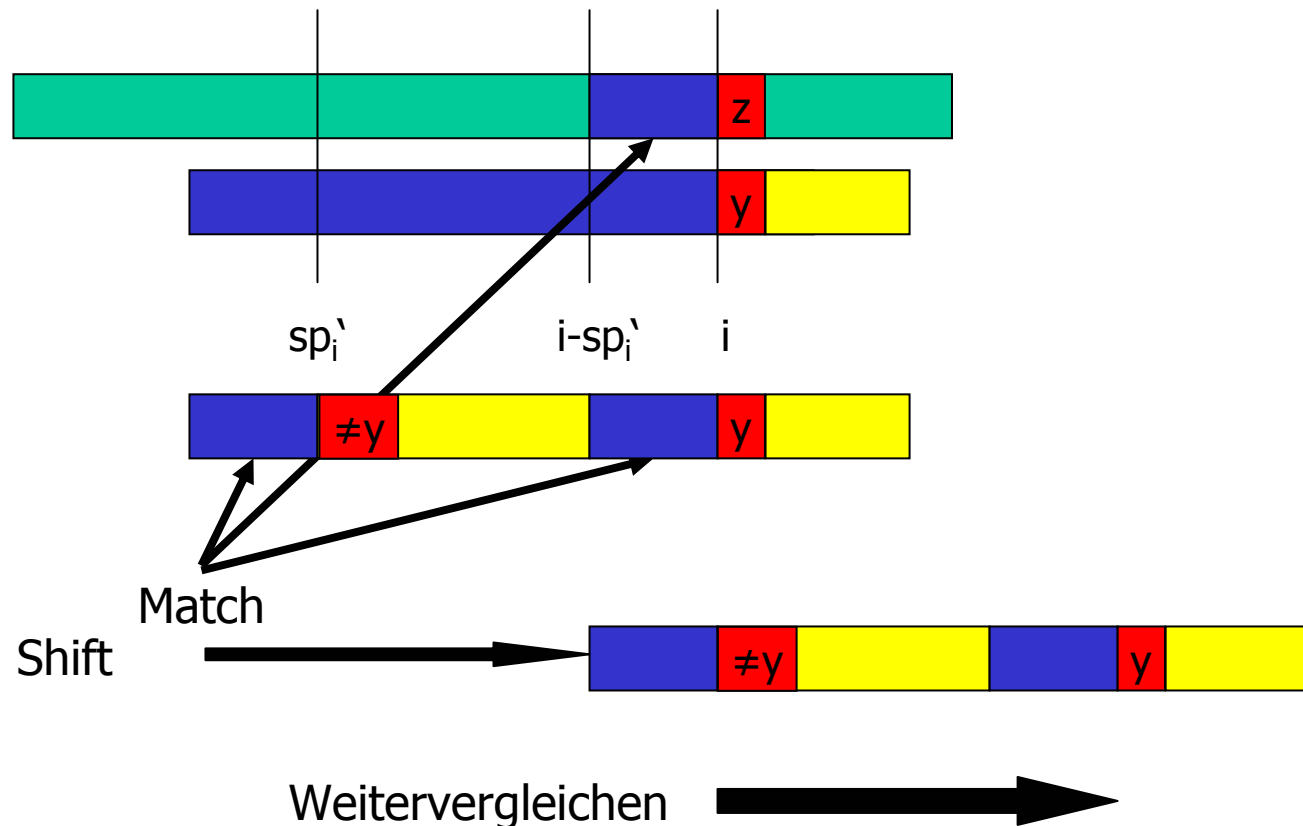 z
y
spᵢ‘ i-spᵢ‘ i
≠y y
Match
Shift
≠y y
Weitervergleichen